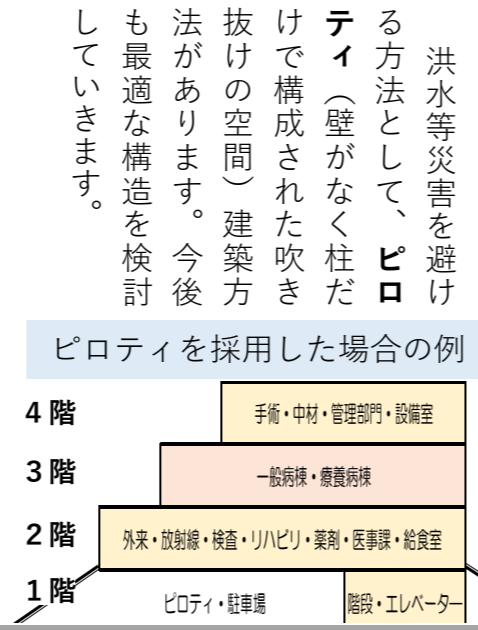 洪水等災害を避け
る方法として、ピロ
ティ（壁がなく柱だ
けで構成された吹き
抜けの空間）建築方
法があります。今後
も最適な構造を検討
していきます。
ピロティを採用した場合の例
4階
手術・中材・管理部門・設備室
3階
一般病棟・療養病棟
2階
外来・放射線・検査・リハビリ・薬剤・医事課・給食室
1階
ピロティ・駐車場
階段・エレベーター